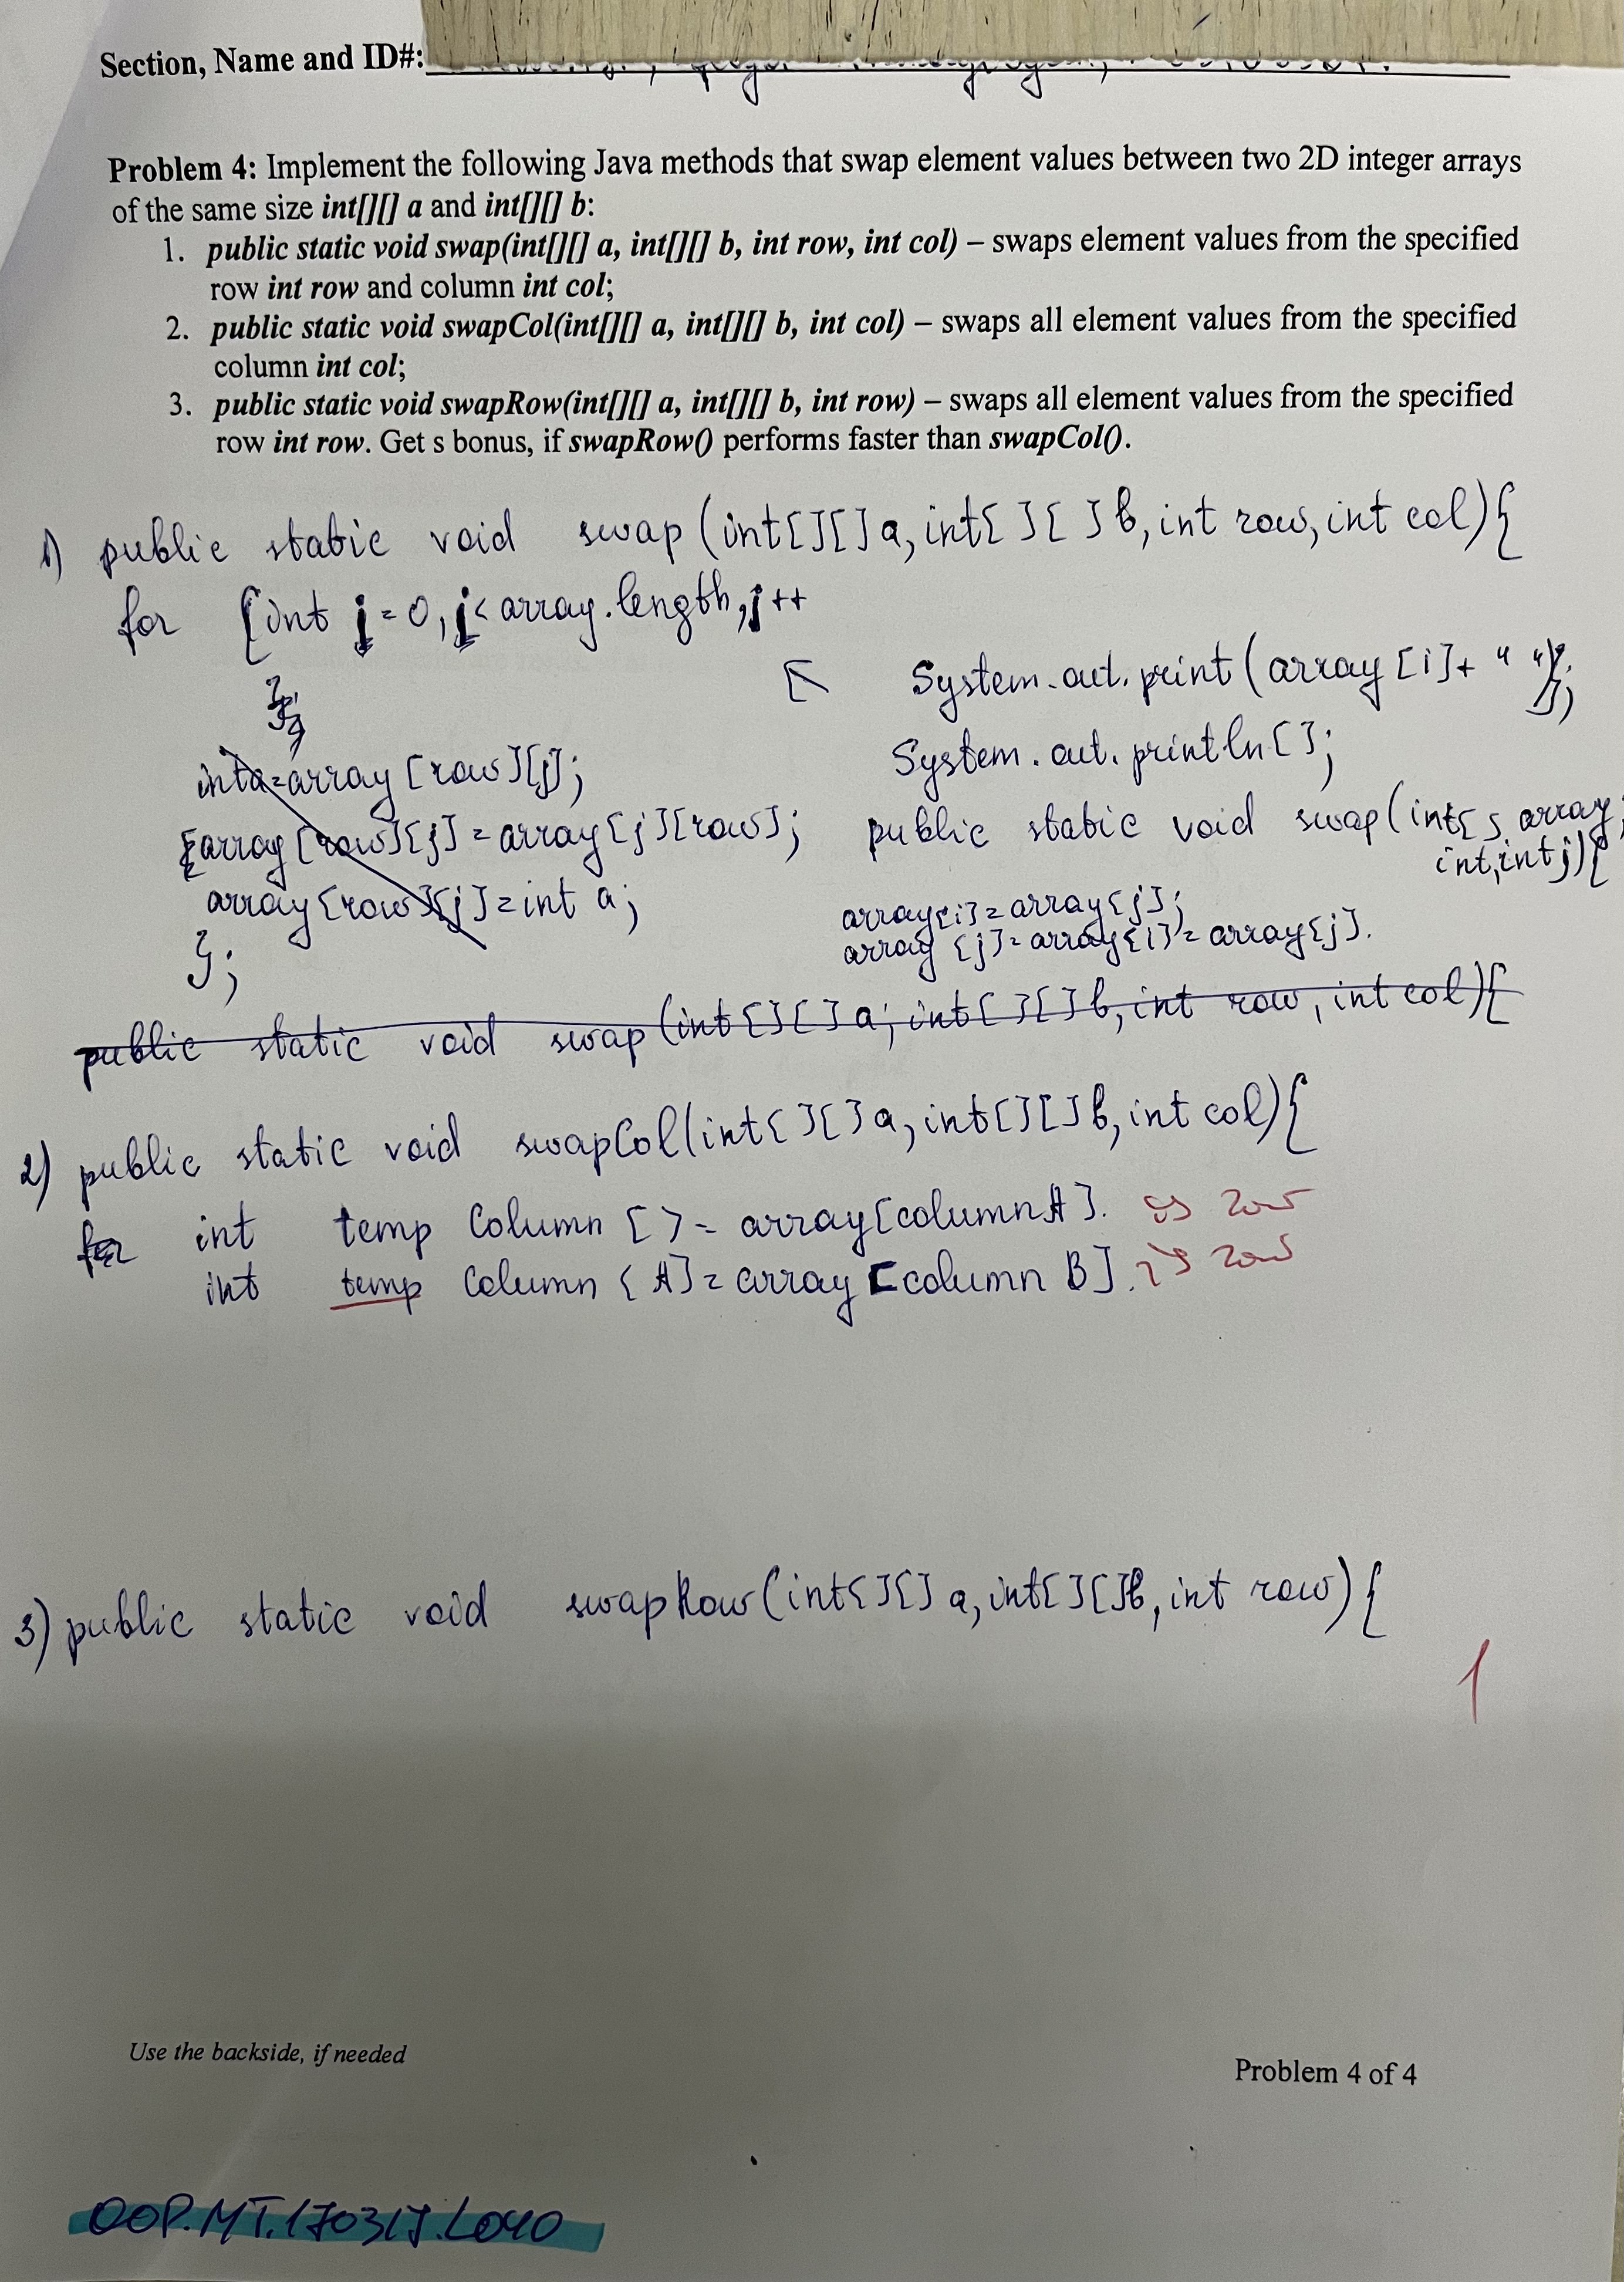 Section, Name and ID#:
Problem 4: Implement the following Java methods that swap element values between two 2D integer arrays
of the same size int[][] a and int[][] b:
1. public static void swap(int[][] a, int[][] b, int row, int col) – swaps element values from the specified
row int row and column int col;
2. public static void swapCol(int[][] a, int[][] b, int col) – swaps all element values from the specified
column int col;
3. public static void swapRow(int[][] a, int[][] b, int row) – swaps all element values from the specified
row int row. Get s bonus, if swapRow() performs faster than swapCol().
1) public static void swap (int[][] a, int[][] b, int row, int col){
for [int j=0, j< array.length, j++
System.out.print(array[i]+ " ");
System.out.println[];
int a=array [row][j];
{array[row][j]=array[j][row];
array[row][j]=int a;
};
public static void swap(int[], array,
int, int j){
array[i]=array[j];
array {j]=array{i]=array{j].
public static void swap (int[][] a; int[][] b, int row, int col){
2) public static void swapCol(int[][] a, int[][] b, int col){
for int temp Column []= array[columnA]. is row
int temp Column {A]=array [column B]. is row
3) public static void swapRow(int[][] a, int[][]b, int row){
1
Use the backside, if needed
Problem 4 of 4
OOP.MT.170317.L040